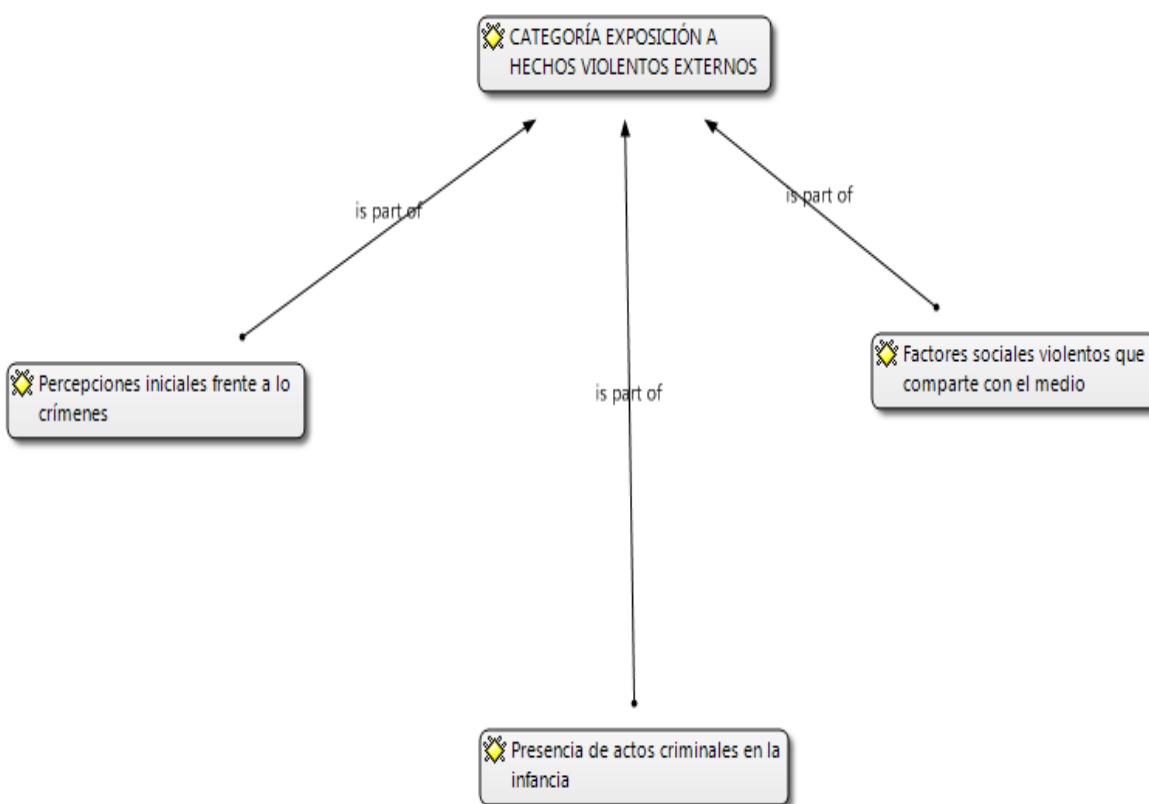 CATEGORÍA EXPOSICIÓN A
HECHOS VIOLENTOS EXTERNOS
is part of
is part of
Percepciones iniciales frente a lo
crímenes
Factores sociales violentos que
comparte con el medio
is part of
Presencia de actos criminales en la
infancia